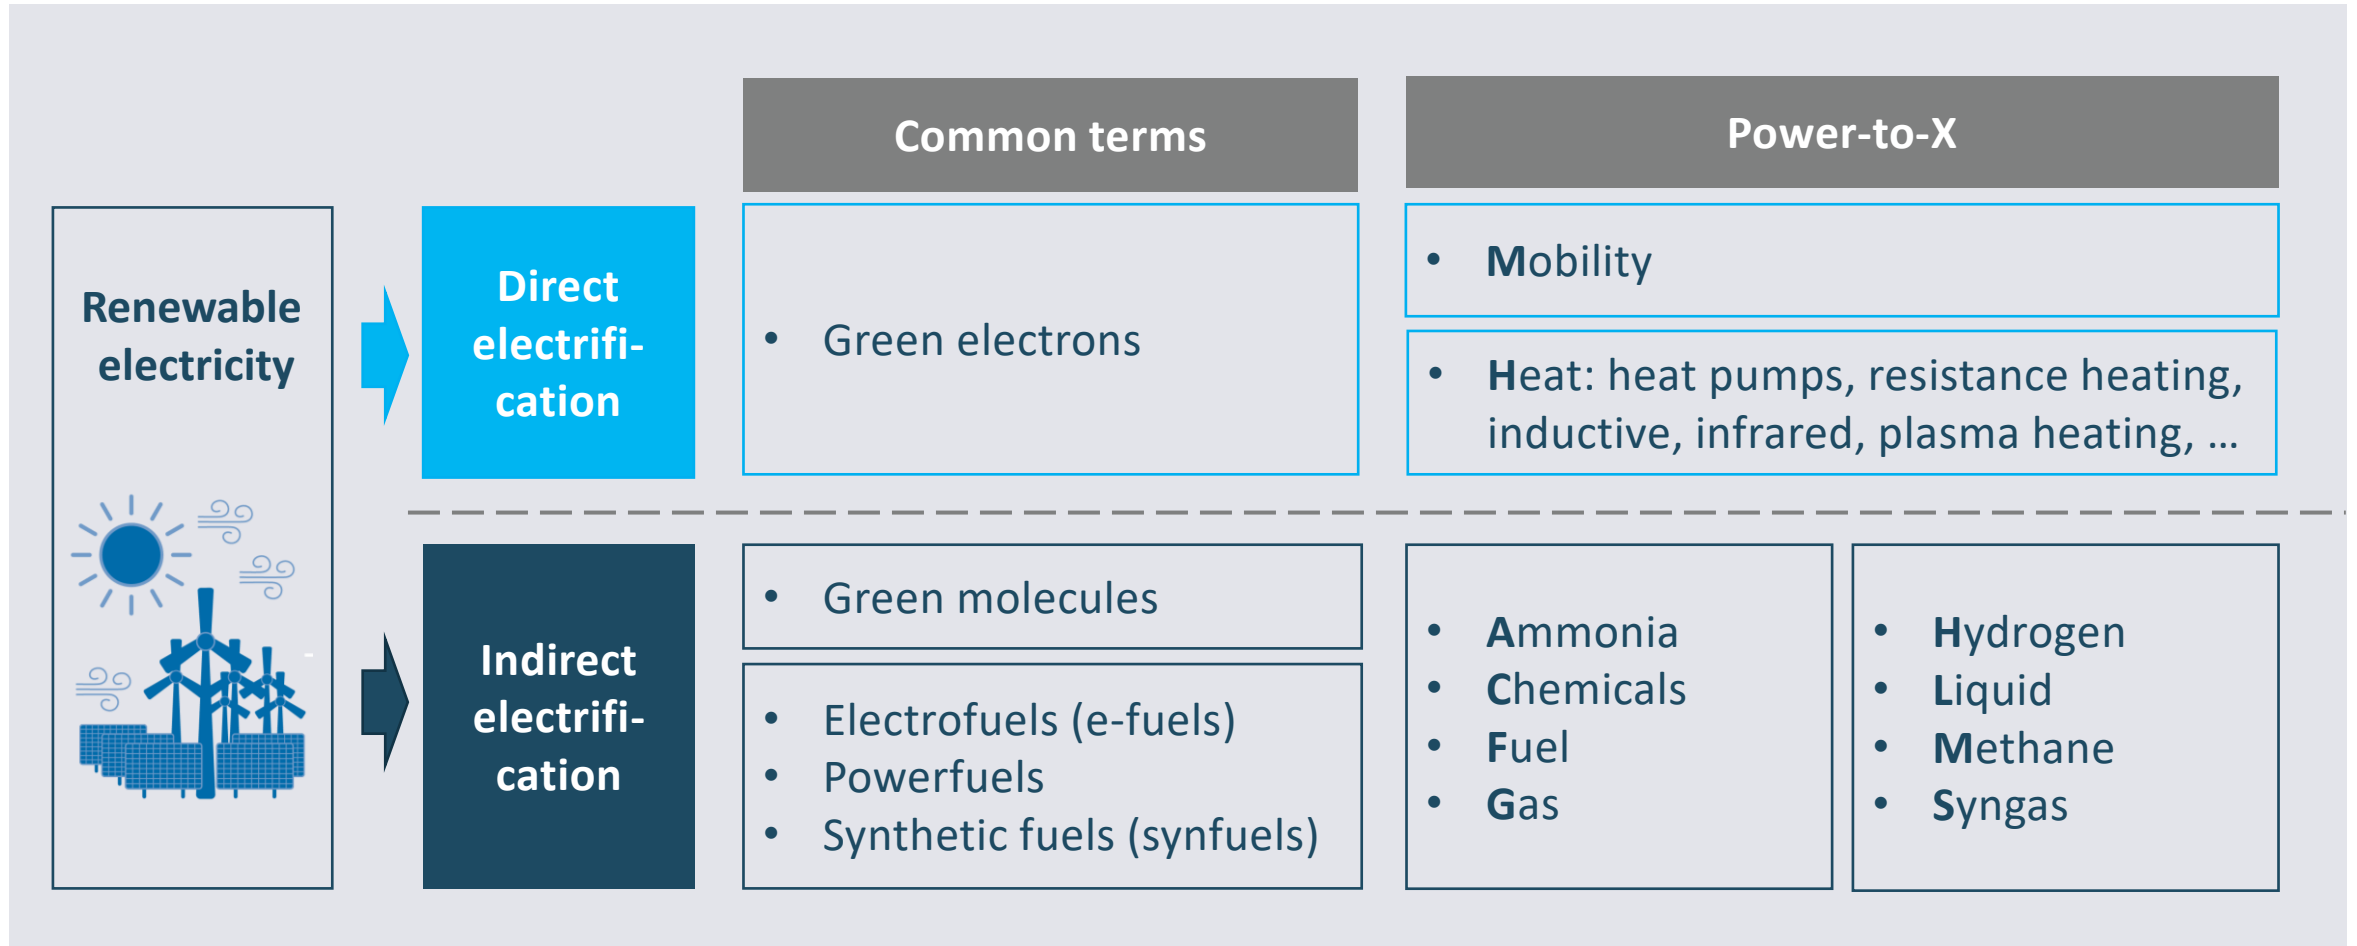 Common terms
Power-to-X
Renewable
electricity
Direct
electrifi-
cation
• Green electrons
• Mobility
• Heat: heat pumps, resistance heating,
inductive, infrared, plasma heating, ...
Indirect
electrifi-
cation
• Green molecules
• Electrofuels (e-fuels)
• Powerfuels
• Synthetic fuels (synfuels)
• Ammonia
• Chemicals
• Fuel
• Gas
• Hydrogen
• Liquid
• Methane
• Syngas